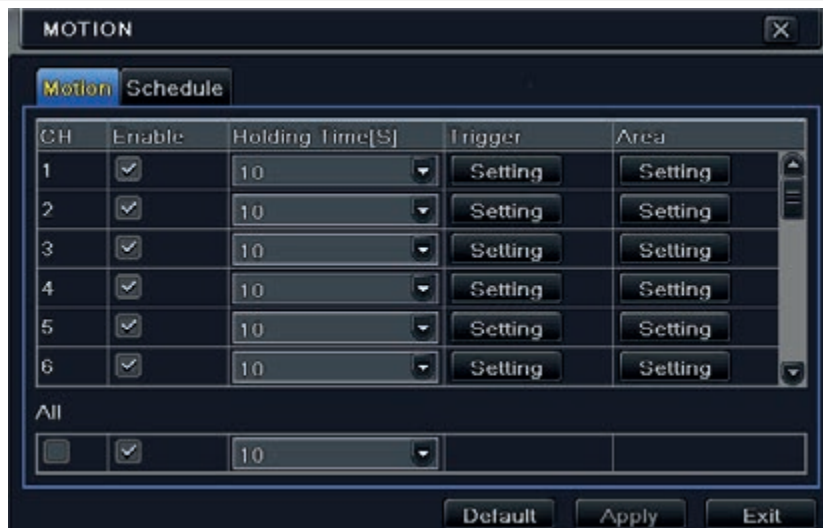 MOTION
Motion Schedule
CH Enable Holding Time[S] Trigger Area
1 10 Setting Setting
2 10 Setting Setting
3 10 Setting Setting
4 10 Setting Setting
5 10 Setting Setting
6 10 Setting Setting
All
10
Default Apply Exit